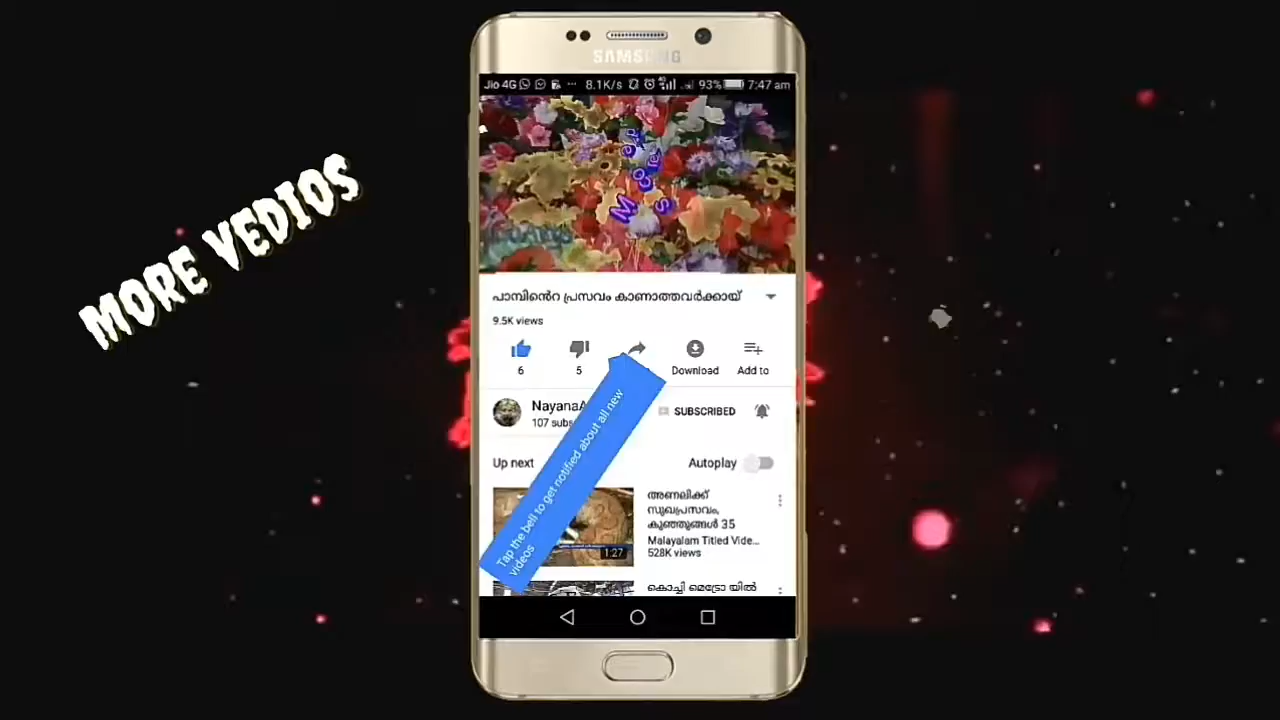 SAMSUNG
Jio 4G ... 8.1K/s 4G 93% 7:47 am
MORE VEDIOS
പാമ്പിൻെറ പ്രസവം കാണാത്തവർക്കായ്
9.5K views
6 5 Download Add to
SUBSCRIBED
Tap the bell to get notified about all new
videos
Up next Autoplay
1:27
അണലിക്ക്
സുഖപ്രസവം,
കുഞ്ഞുങ്ങൾ 35
Malayalam Titled Vide...
528K views
കൊച്ചി മെട്രോ യിൽ